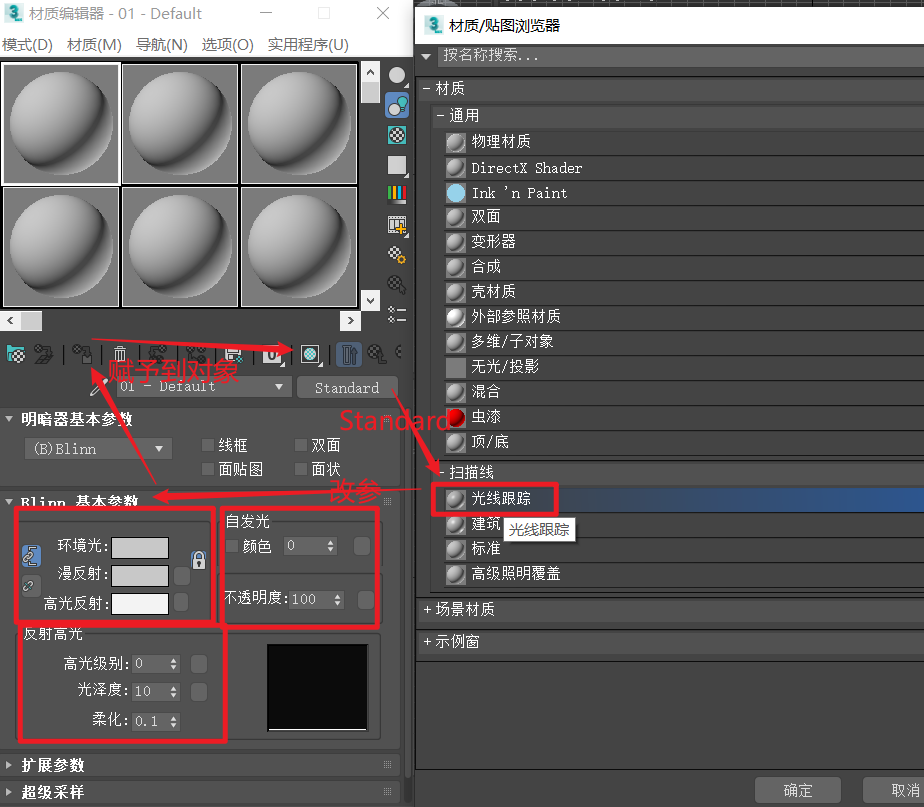 材质编辑器 - 01 - Default
模式(D) 材质(M) 导航(N) 选项(O) 实用程序(U)
赋予到对象
01 - Default
Standard
Standard
明暗器基本参数
(B)Blinn
线框
双面
面贴图
面状
改参
Blinn 基本参数
环境光:
漫反射:
高光反射:
自发光
颜色
0
不透明度:
100
反射高光
高光级别:
0
光泽度:
10
柔化:
0.1
扩展参数
超级采样
材质/贴图浏览器
按名称搜索...
- 材质
- 通用
物理材质
DirectX Shader
Ink 'n Paint
双面
变形器
合成
壳材质
外部参照材质
多维/子对象
无光/投影
混合
虫漆
顶/底
- 扫描线
光线跟踪
建筑
光线跟踪
标准
高级照明覆盖
+ 场景材质
+ 示例窗
确定
取消